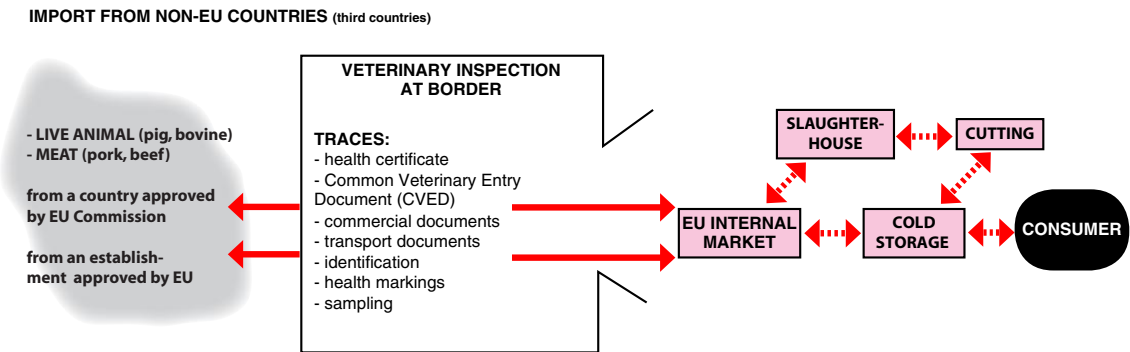 IMPORT FROM NON-EU COUNTRIES (third countries)
- LIVE ANIMAL (pig, bovine)
- MEAT (pork, beef)
from a country approved
by EU Commission
from an establish-
ment approved by EU
VETERINARY INSPECTION
AT BORDER
TRACES:
- health certificate
- Common Veterinary Entry
Document (CVED)
- commercial documents
- transport documents
- identification
- health markings
- sampling
EU INTERNAL
MARKET
SLAUGHTER-
HOUSE
CUTTING
COLD
STORAGE
CONSUMER